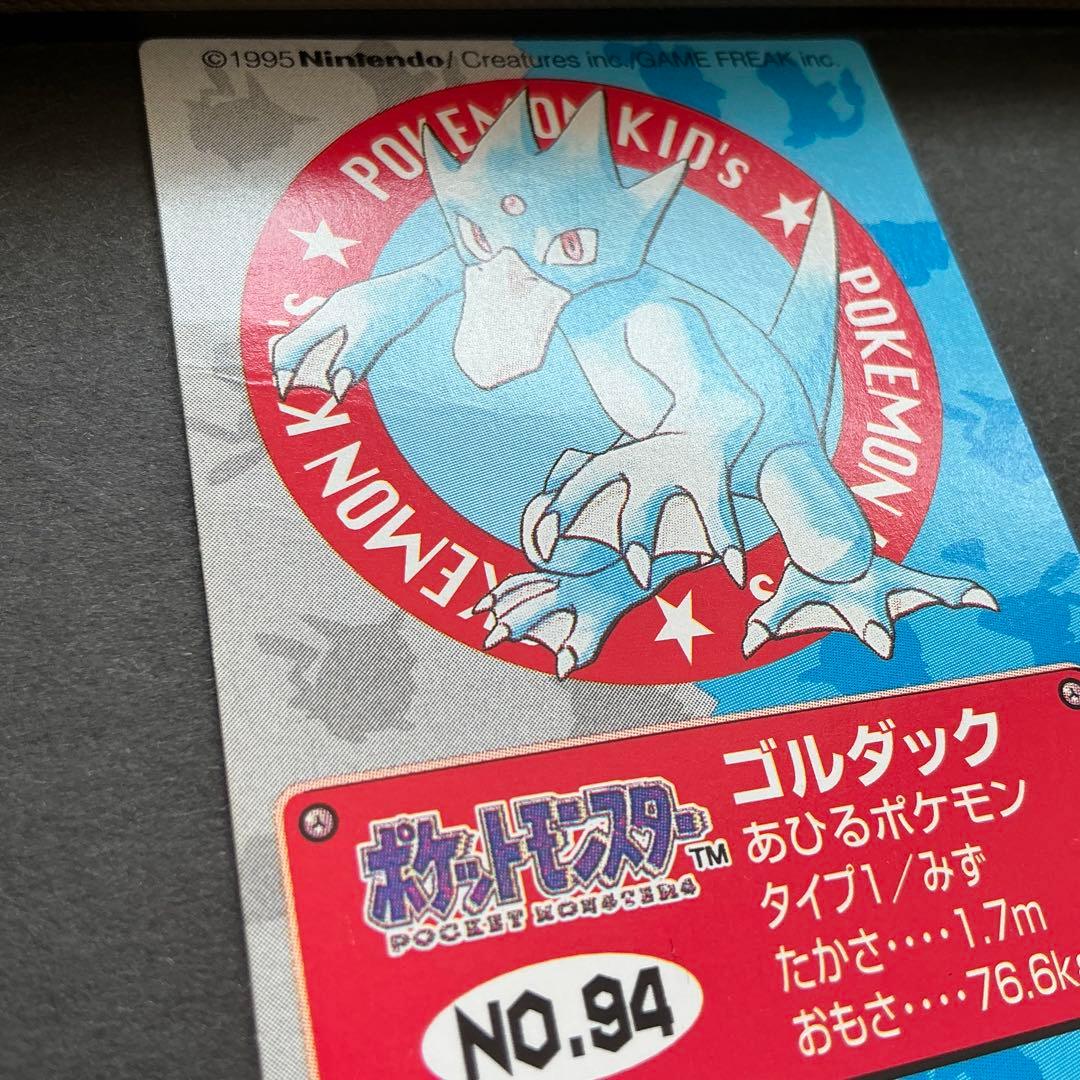 ©1995 Nintendo/Creatures inc./GAME FREAK inc.
POKEMON KID's ★ POKEMON
s ★
KEMON K
's ★
ゴルダック
あひるポケモン
タイプ1/みず
たかさ‥‥1.7m
おもさ‥‥76.6k
ポケットモンスター TM
POCKET MONSTERS
NO.94